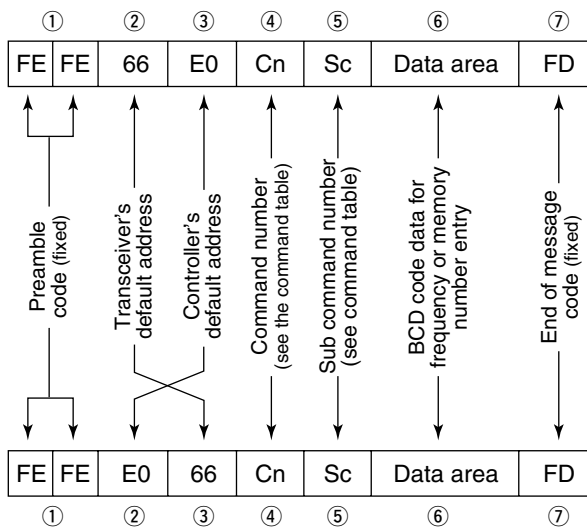 ① ② ③ ④ ⑤ ⑥ ⑦
FE FE 66 E0 Cn Sc Data area FD
Preamble
code (fixed)
Transceiver’s
default address
Controller’s
default address
Command number
(see the command table)
Sub command number
(see command table)
BCD code data for
frequency or memory
number entry
End of message
code (fixed)
FE FE E0 66 Cn Sc Data area FD
① ② ③ ④ ⑤ ⑥ ⑦